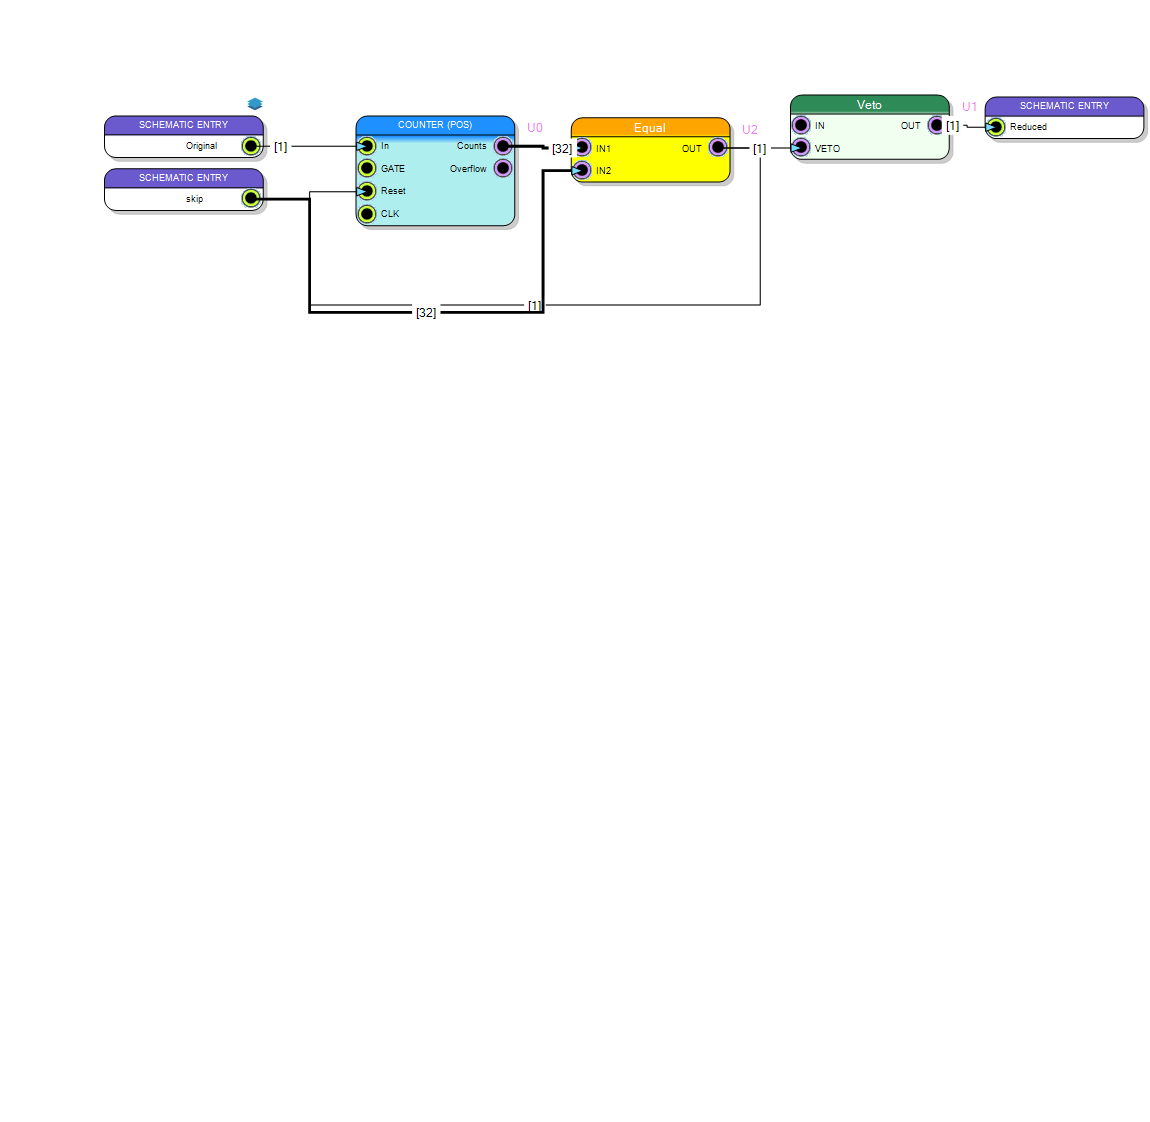 SCHEMATIC ENTRY
Original
[1]
SCHEMATIC ENTRY
skip
COUNTER (POS)
In
Counts
GATE
Overflow
Reset
CLK
U0
Equal
[32]
IN1
OUT
IN2
U2
[1]
Veto
IN
OUT
VETO
U1
[1]
SCHEMATIC ENTRY
Reduced
[1]
[32]